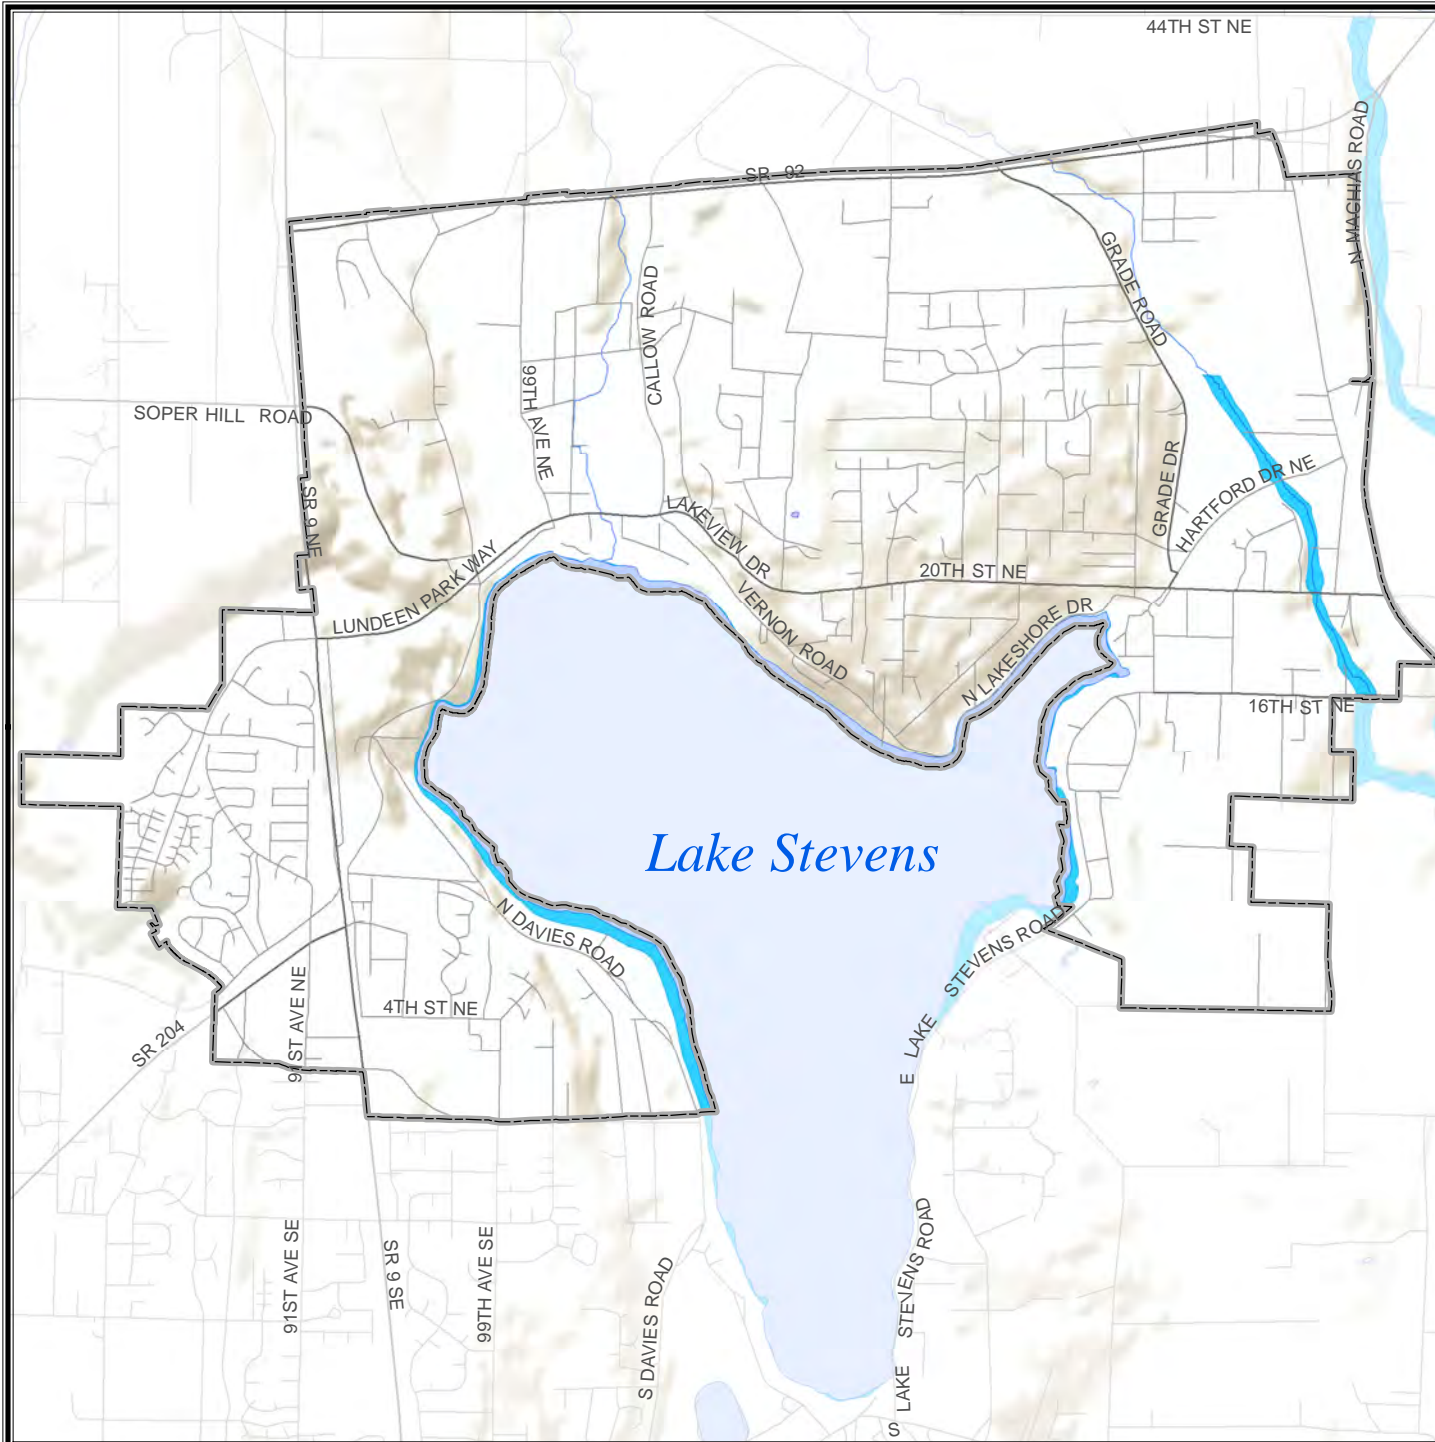 44TH ST NE
N MACHIAS ROAD
SR 92
GRADE ROAD
CALLOW ROAD
99TH AVE NE
SOPER HILL ROAD
SR 9 NE
GRADE DR
HARTFORD DR NE
LAKEVIEW DR
LUNDEEN PARK WAY
20TH ST NE
VERNON ROAD
N LAKESHORE DR
16TH ST NE
Lake Stevens
N DAVIES ROAD
E LAKE STEVENS ROAD
4TH ST NE
91ST AVE NE
SR 204
91ST AVE SE
SR 9 SE
99TH AVE SE
S DAVIES ROAD
S LAKE STEVENS ROAD